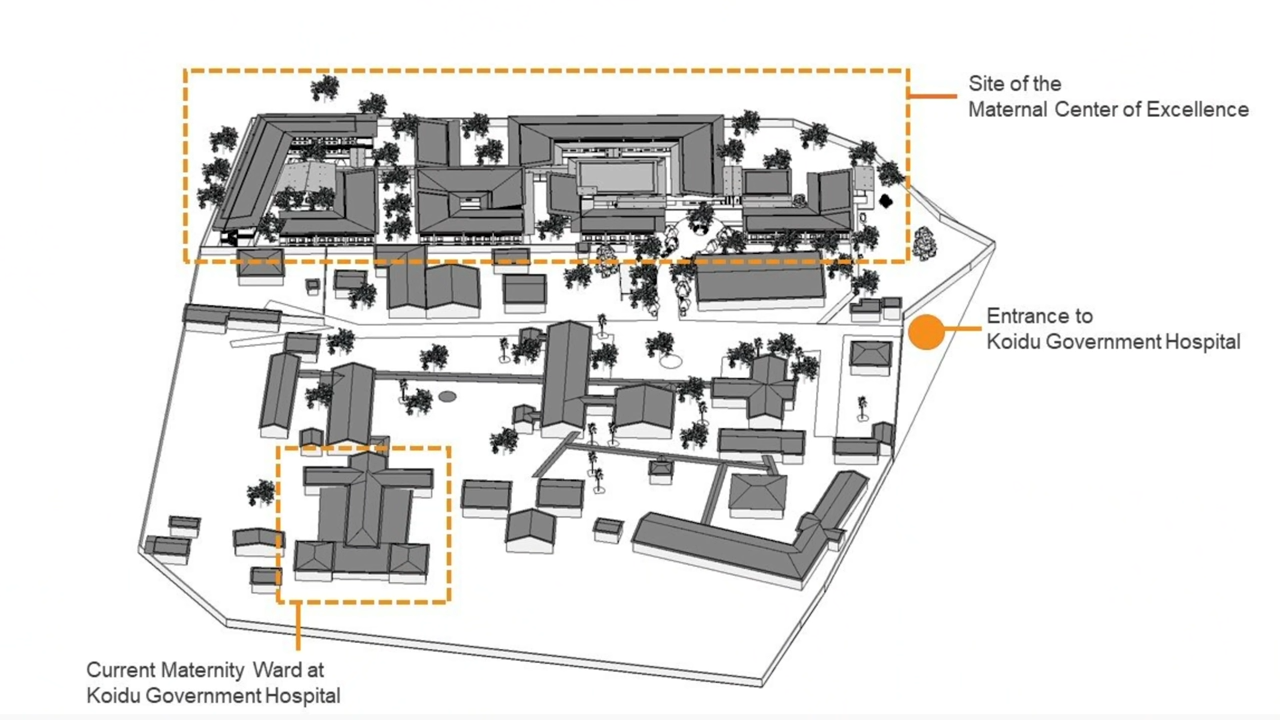 Site of the
Maternal Center of Excellence
Entrance to
Koidu Government Hospital
Current Maternity Ward at
Koidu Government Hospital